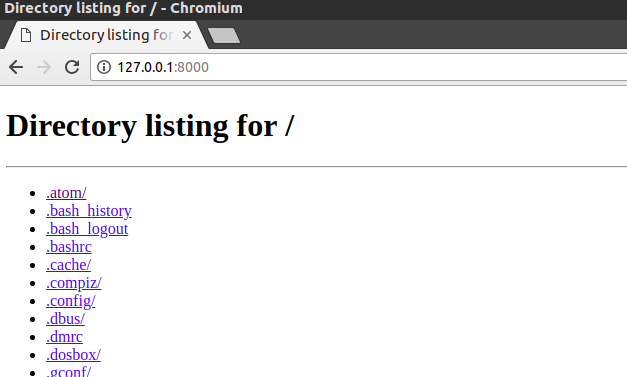 Directory listing for / - Chromium
Directory listing for
127.0.0.1:8000
Directory listing for /
.atom/
.bash_history
.bash_logout
.bashrc
.cache/
.compiz/
.config/
.dbus/
.dmrc
.dosbox/
.gconf/